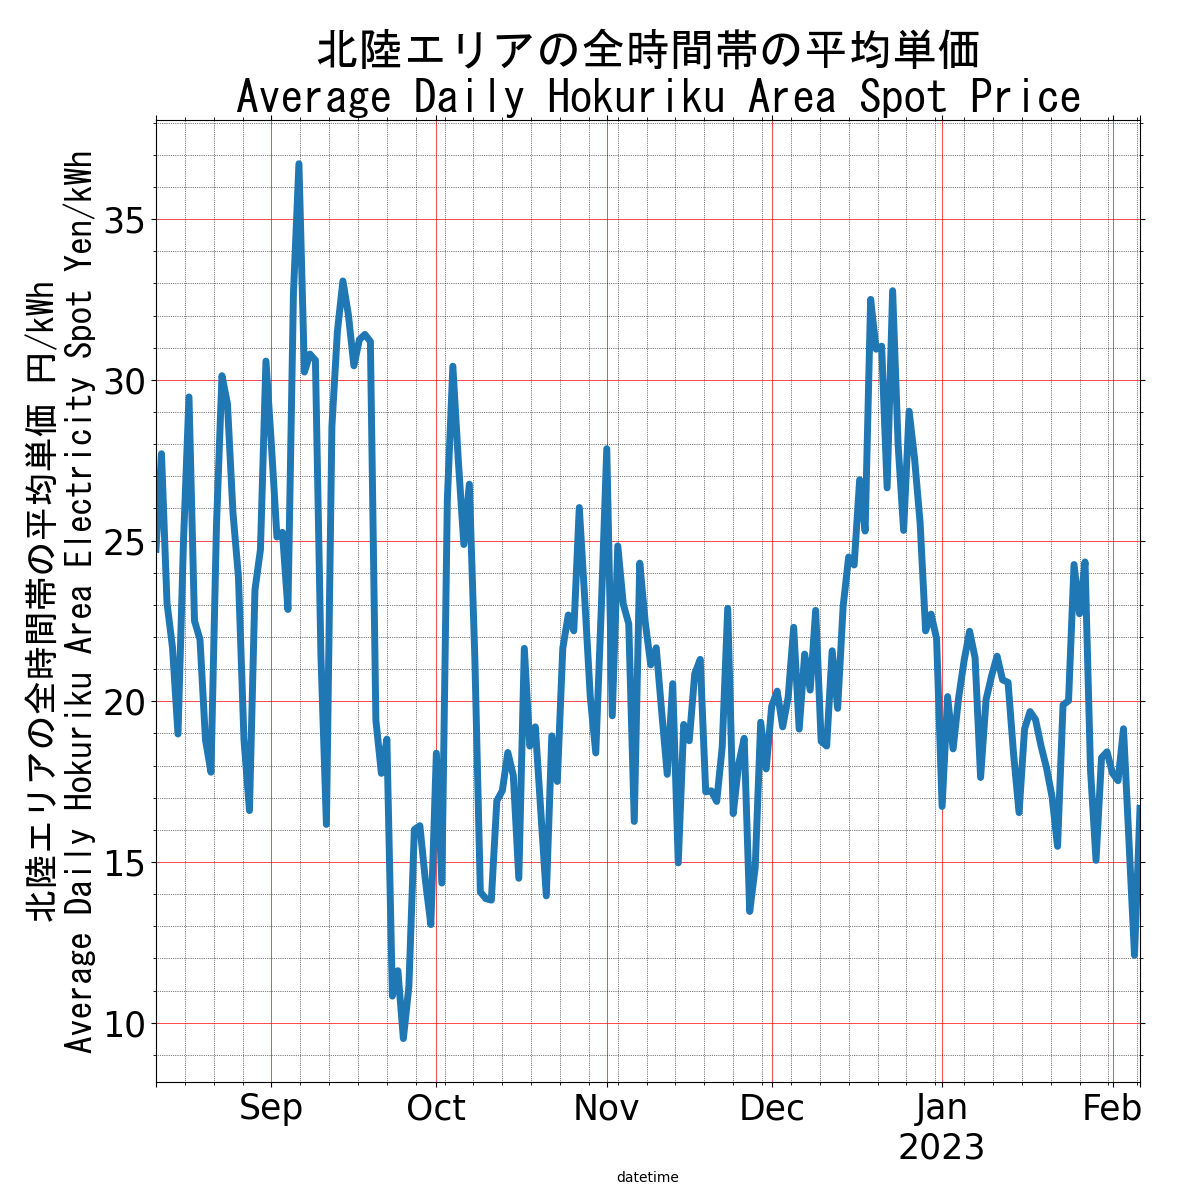 北陸エリアの全時間帯の平均単価
Average Daily Hokuriku Area Spot Price
北陸エリアの全時間帯の平均単価 円/kWh
Average Daily Hokuriku Area Electricity Spot Yen/kWh
35
30
25
20
15
10
Sep
Oct
Nov
Dec
Jan
2023
Feb
datetime